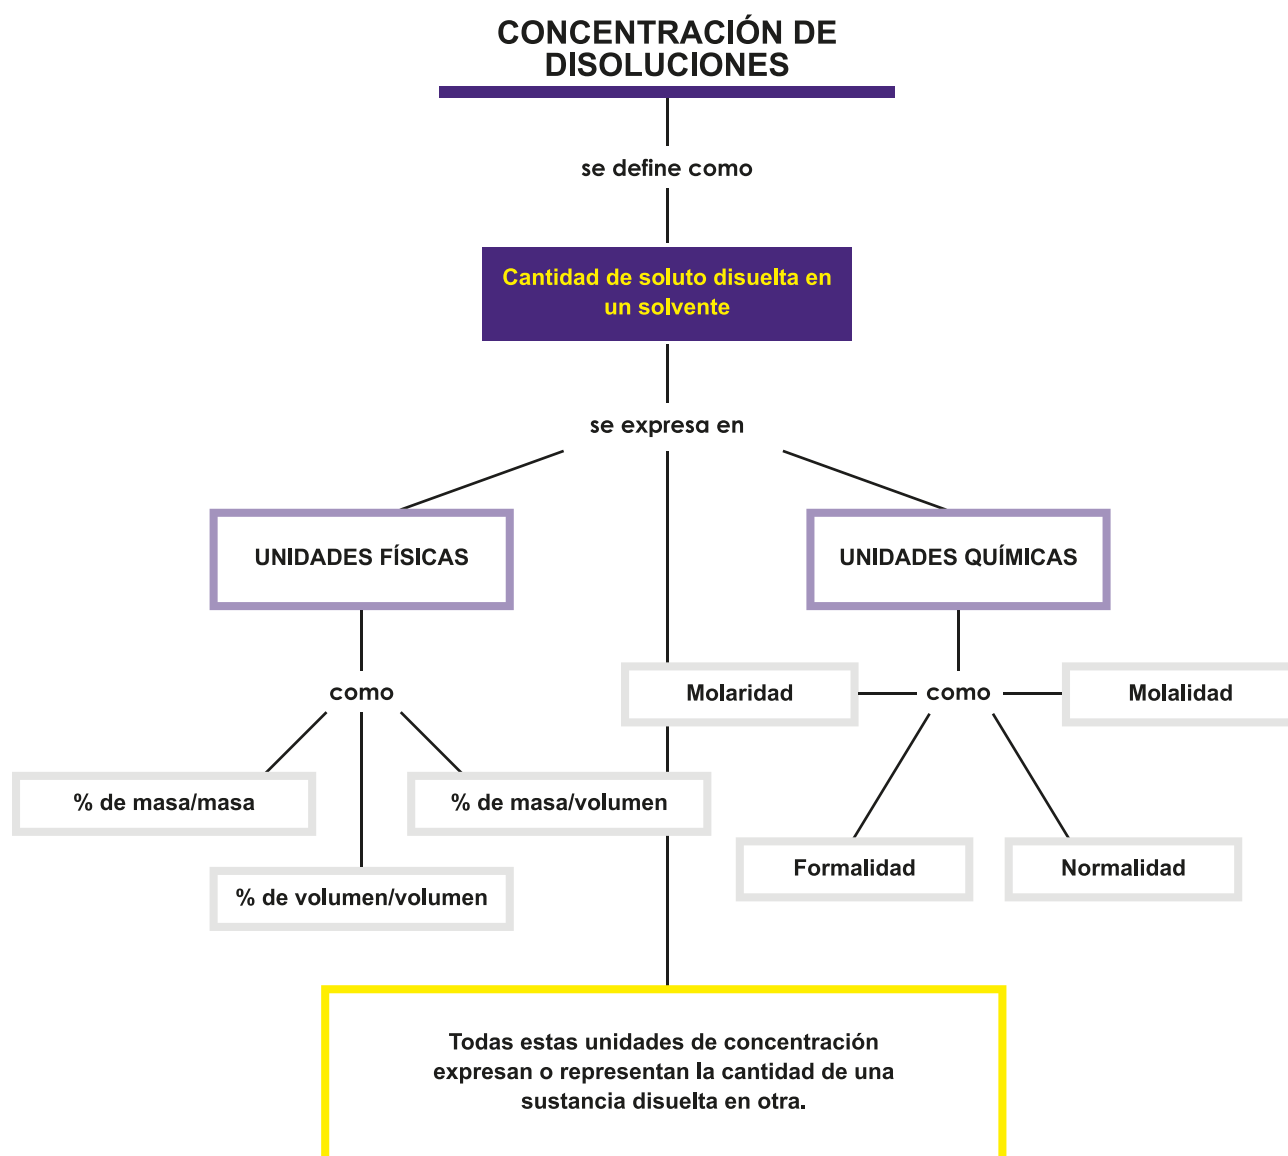 CONCENTRACIÓN DE
DISOLUCIONES
se define como
Cantidad de soluto disuelta en
un solvente
se expresa en
UNIDADES FÍSICAS
UNIDADES QUÍMICAS
como
% de masa/masa
% de masa/volumen
% de volumen/volumen
Molaridad
como
Molalidad
Formalidad
Normalidad
Todas estas unidades de concentración
expresan o representan la cantidad de una
sustancia disuelta en otra.